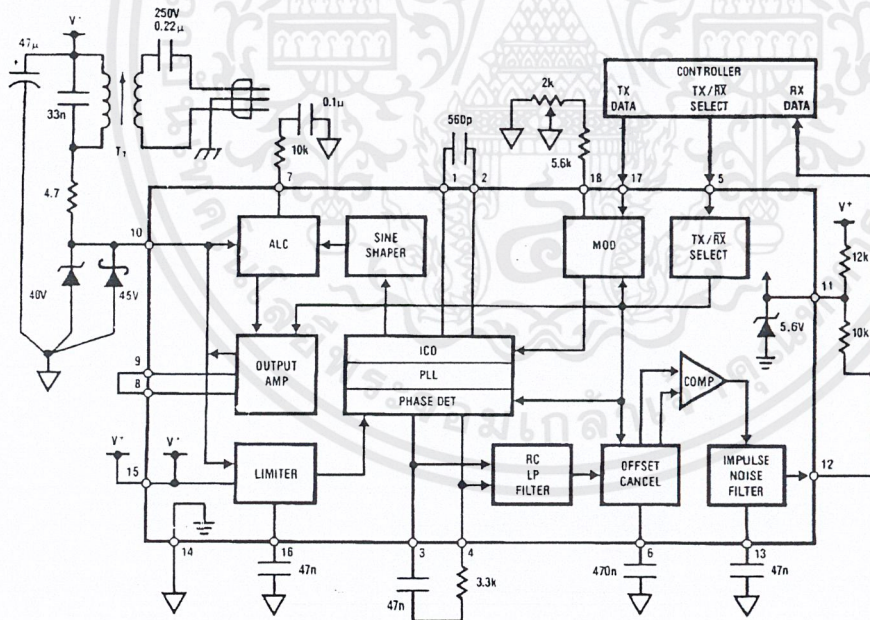 250V
0.22μ
V⁺
47μ
+
33n
T₁
4.7
0.1μ
10k
560p
2k
5.6k
CONTROLLER
TX
DATA
TX/R̅X̅
SELECT
RX
DATA
7
1
2
18
17
5
10
ALC
SINE
SHAPER
MOD
TX/R̅X̅
SELECT
V⁺
12k
11
5.6V
10k
40V
45V
9
8
OUTPUT
AMP
ICO
PLL
PHASE DET
COMP
V⁺
V⁺
15
LIMITER
RC
LP
FILTER
OFFSET
CANCEL
IMPULSE
NOISE
FILTER
12
14
16
3
4
6
13
47n
47n
3.3k
470n
47n